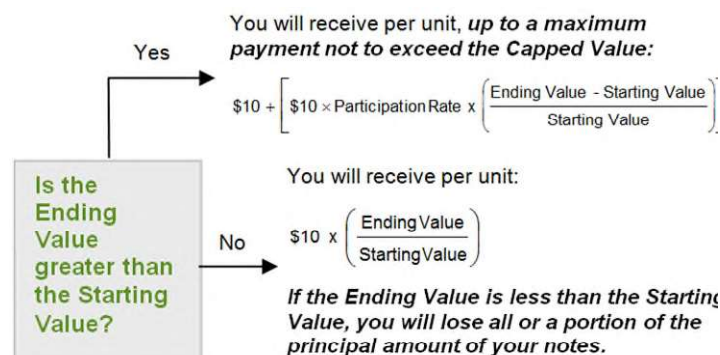 You will receive per unit, up to a maximum
payment not to exceed the Capped Value:
Yes
$10 + [ $10 × Participation Rate x ( Ending Value - Starting Value / Starting Value ) ]
Is the
Ending
Value
greater than
the Starting
Value?
No
You will receive per unit:
$10 x ( Ending Value / Starting Value )
If the Ending Value is less than the Starting
Value, you will lose all or a portion of the
principal amount of your notes.